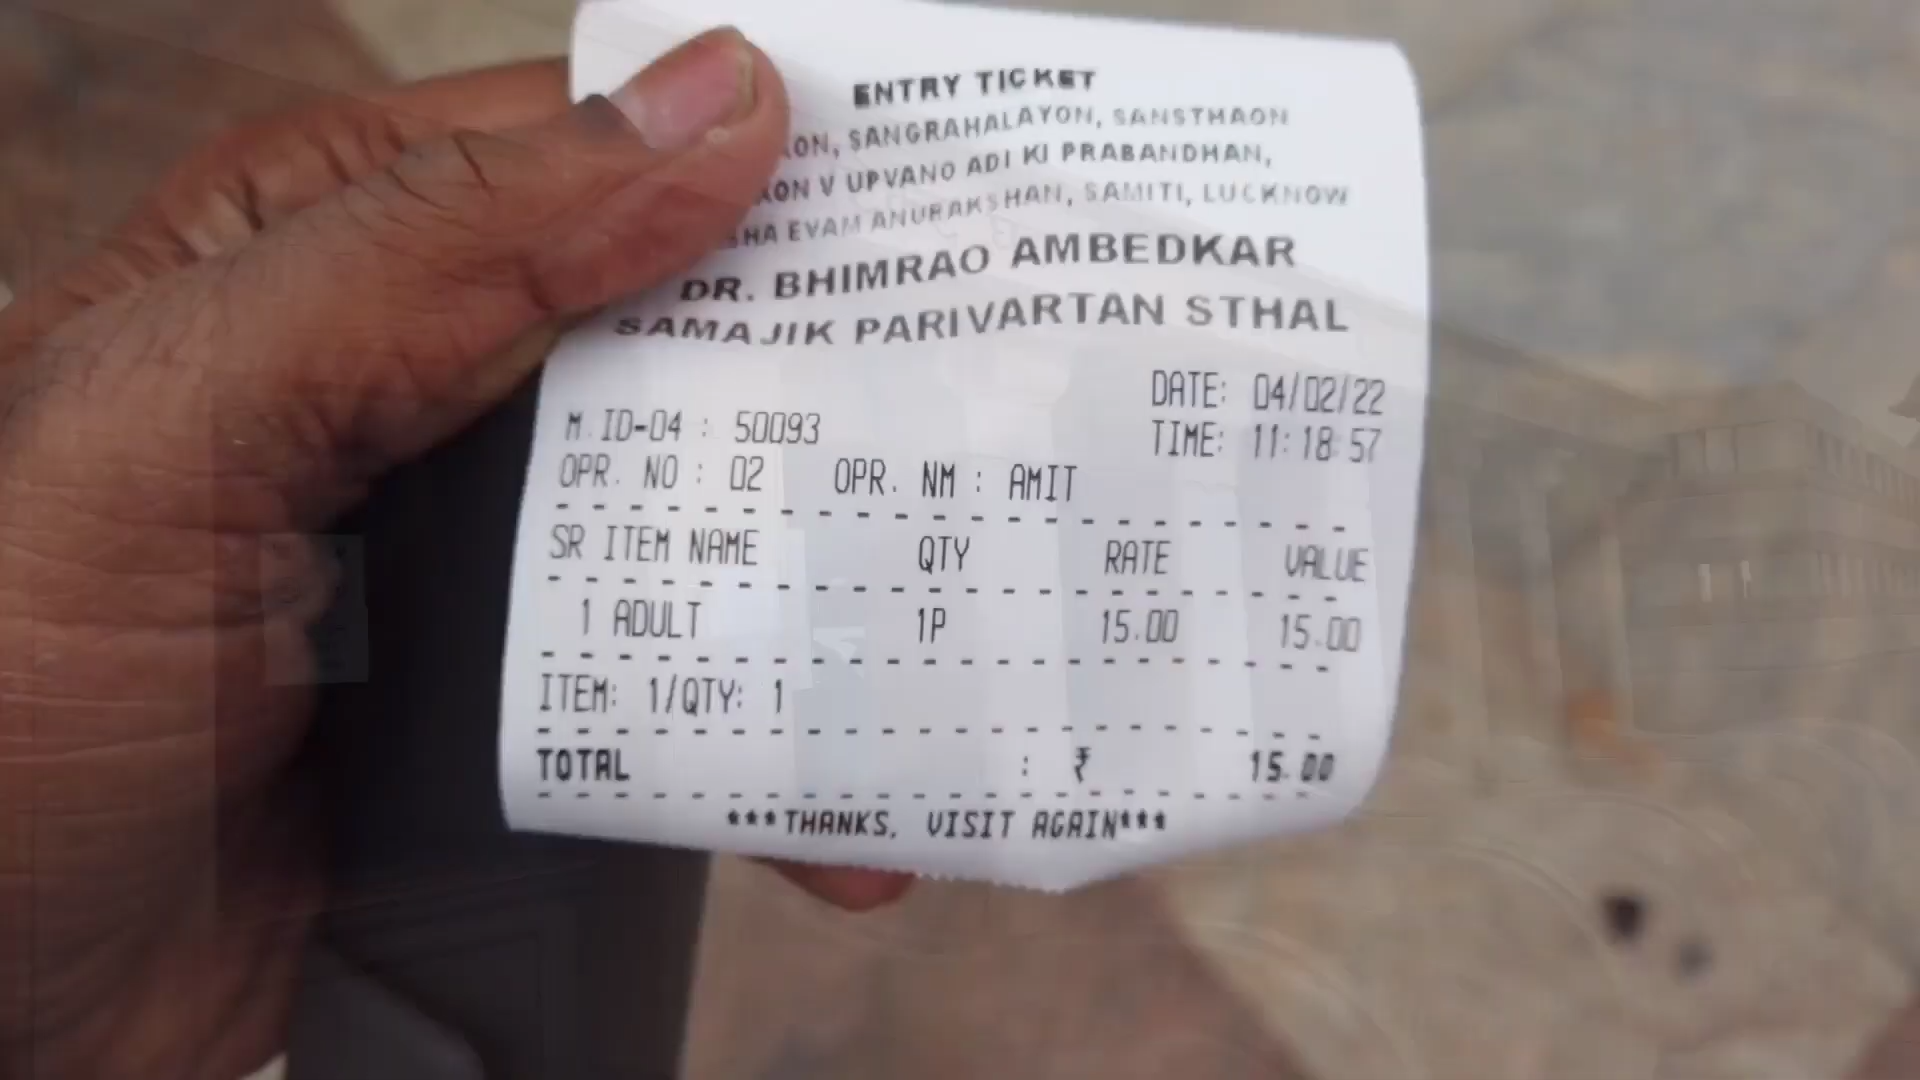 ENTRY TICKET
SANGRAHALAYON, SANSTHAON
V UPVANO ADI KI PRABANDHAN,
EVAM ANURAKSHAN, SAMITI, LUCKNOW
DR. BHIMRAO AMBEDKAR
SAMAJIK PARIVARTAN STHAL
DATE: 04/02/22
M.ID-04 : 50093 TIME: 11:18:57
OPR. NO : 02 OPR. NM : AMIT
SR ITEM NAME QTY RATE VALUE
1 ADULT 1P 15.00 15.00
ITEM: 1/QTY: 1
TOTAL : ₹ 15.00
***THANKS, VISIT AGAIN***